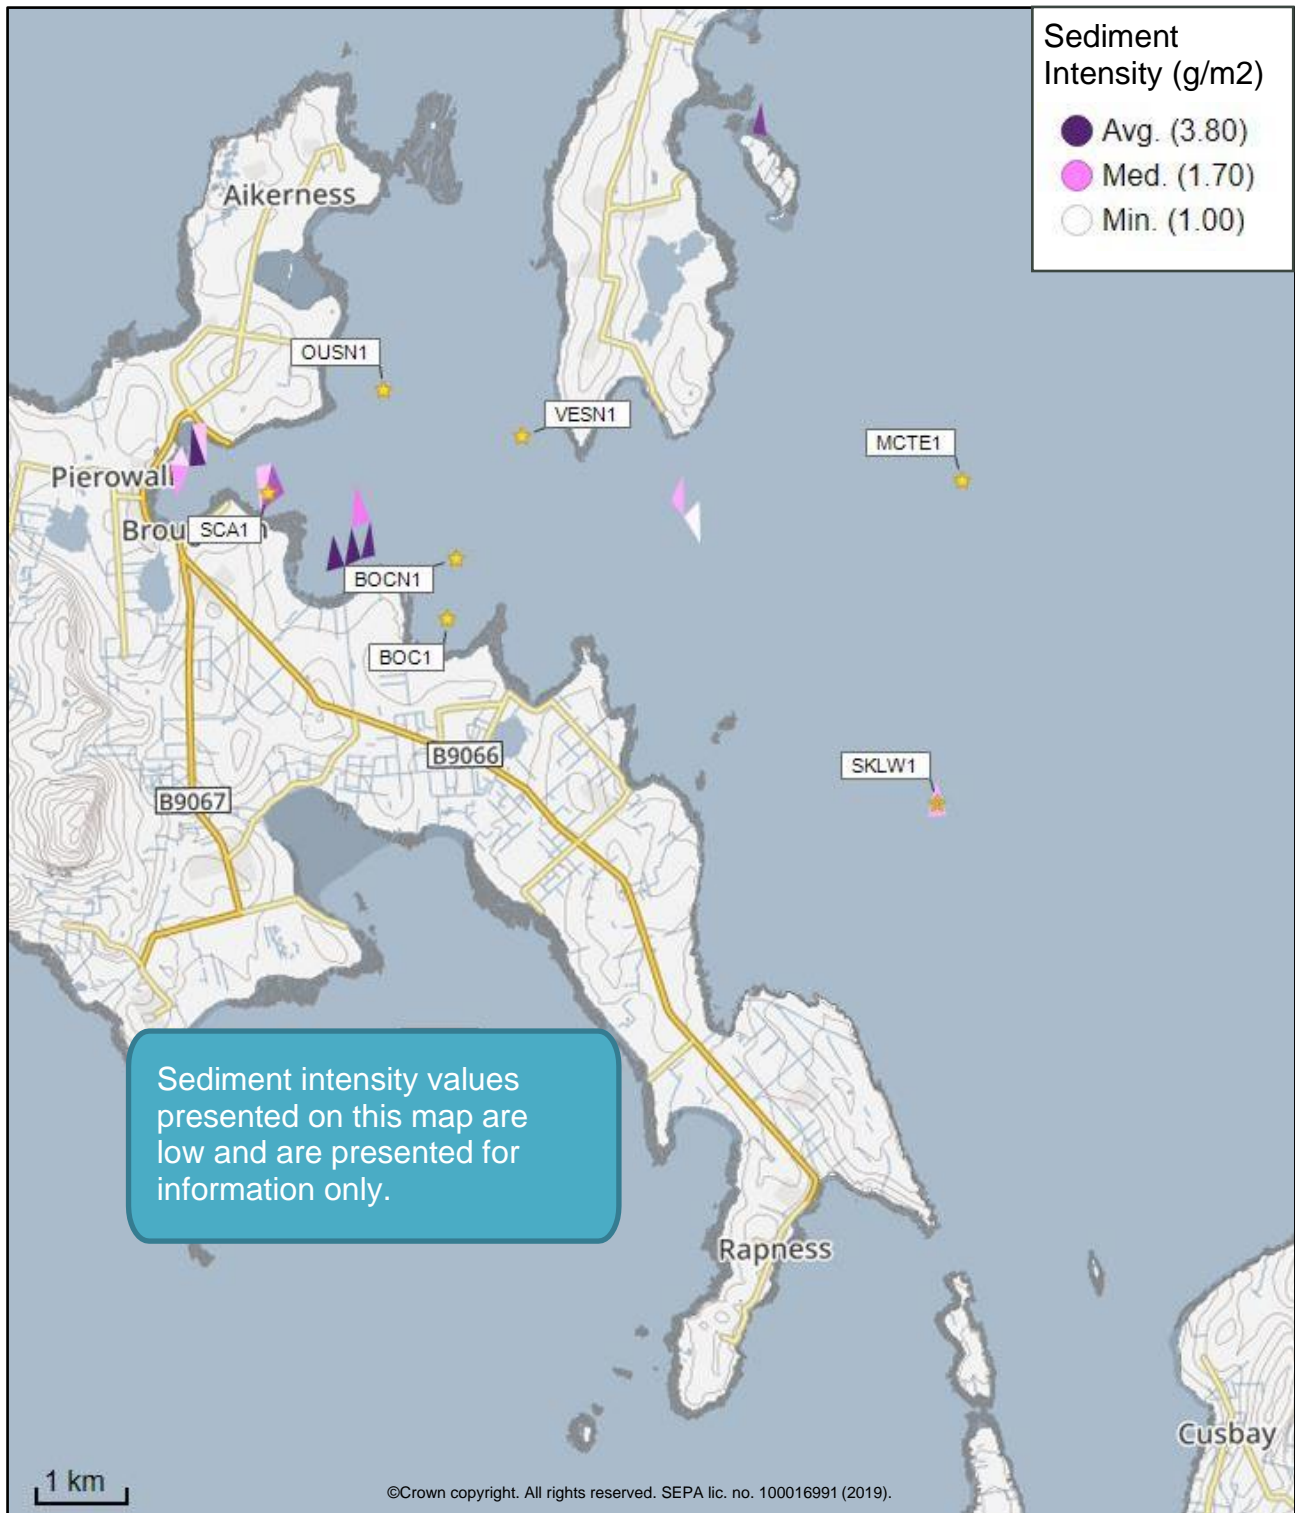 Sediment
Intensity (g/m2)
Avg. (3.80)
Med. (1.70)
Min. (1.00)
Aikerness
OUSN1
VESN1
MCTE1
Pierowall
SCA1
BOCN1
BOC1
B9066
SKLW1
B9067
Sediment intensity values
presented on this map are
low and are presented for
information only.
Rapness
Cusbay
1 km
©Crown copyright. All rights reserved. SEPA lic. no. 100016991 (2019).